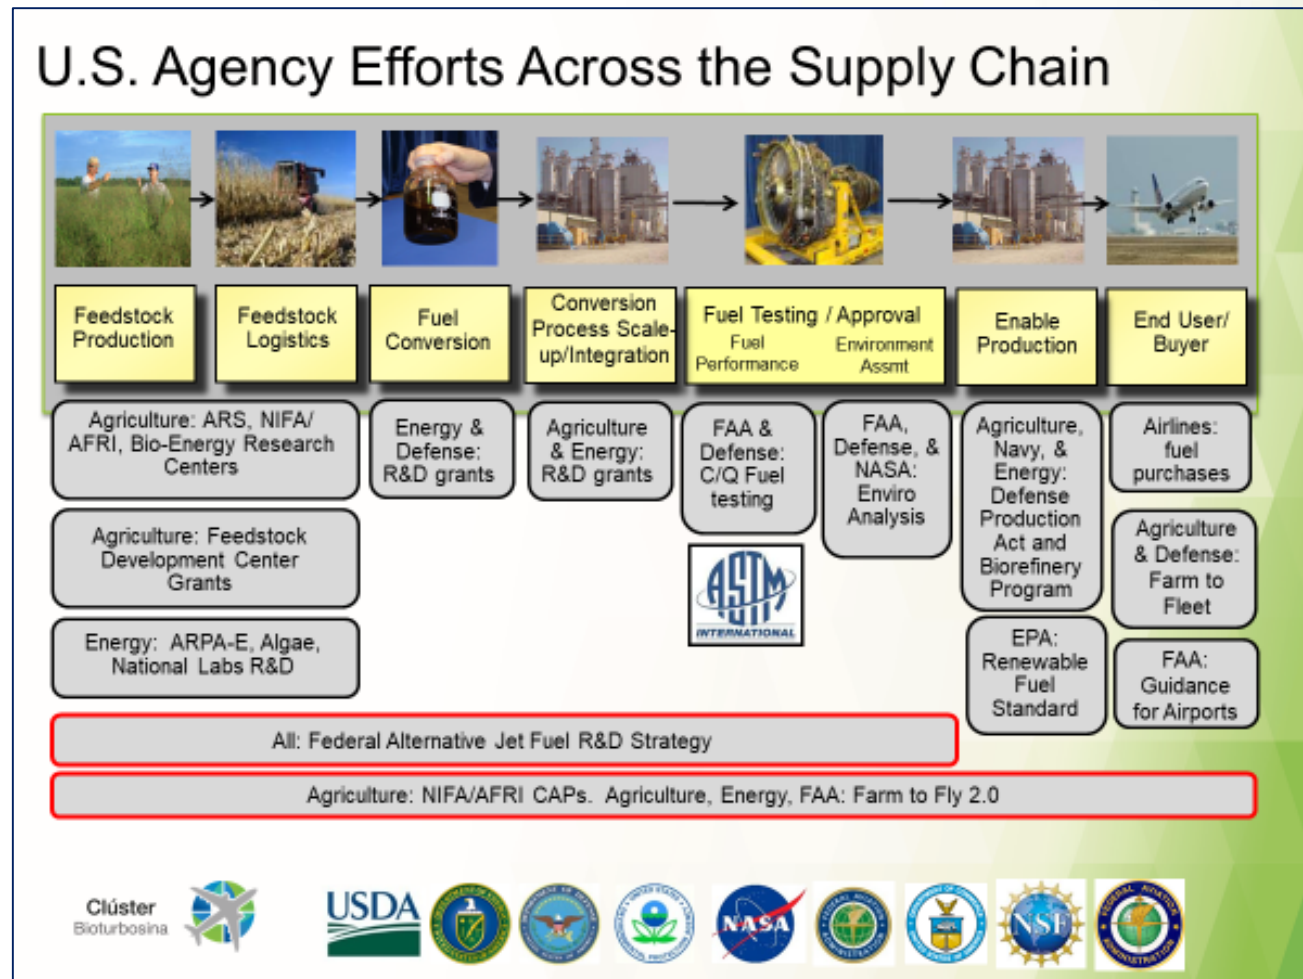 U.S. Agency Efforts Across the Supply Chain
Feedstock
Production
Feedstock
Logistics
Fuel
Conversion
Conversion
Process Scale-
up/Integration
Fuel Testing / Approval
Fuel
Performance
Environment
Assmt
Enable
Production
End User/
Buyer
Agriculture: ARS, NIFA/
AFRI, Bio-Energy Research
Centers
Agriculture: Feedstock
Development Center
Grants
Energy: ARPA-E, Algae,
National Labs R&D
Energy &
Defense:
R&D grants
Agriculture
& Energy:
R&D grants
FAA &
Defense:
C/Q Fuel
testing
ASTM
INTERNATIONAL
FAA,
Defense, &
NASA:
Enviro
Analysis
Agriculture,
Navy, &
Energy:
Defense
Production
Act and
Biorefinery
Program
EPA:
Renewable
Fuel
Standard
Airlines:
fuel
purchases
Agriculture
& Defense:
Farm to
Fleet
FAA:
Guidance
for Airports
All: Federal Alternative Jet Fuel R&D Strategy
Agriculture: NIFA/AFRI CAPs. Agriculture, Energy, FAA: Farm to Fly 2.0
Clúster
Bioturbosina
USDA
NASA
NSF
FEDERAL AVIATION
ADMINISTRATION